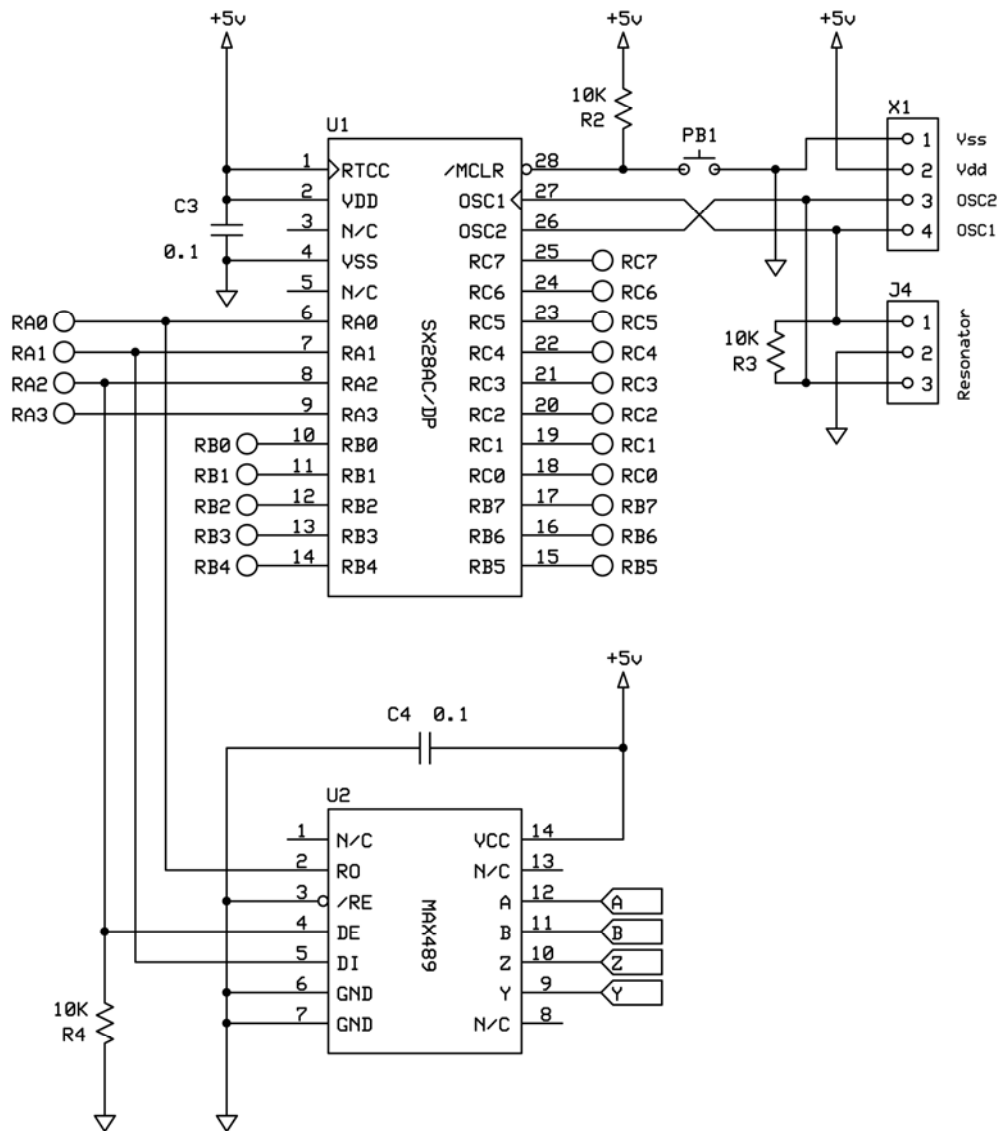 +5v +5v +5v
X1
10K
R2
U1 PB1
1 Vss
1 RTCC /MCLR 28
2 Vdd
2 VDD OSC1 27
3 OSC2
C3
3 N/C OSC2 26
4 OSC1
0.1
4 VSS RC7 25 RC7
5 N/C RC6 24 RC6
J4
RA0 6 RA0 RC5 23 RC5
1
10K
R3
RA1 7 RA1 RC4 22 RC4
2
RA2 8 RA2 RC3 21 RC3
3
Resonator
RA3 9 RA3 RC2 20 RC2
SX28AC/DP
RB0 10 RB0 RC1 19 RC1
RB1 11 RB1 RC0 18 RC0
RB2 12 RB2 RB7 17 RB7
RB3 13 RB3 RB6 16 RB6
RB4 14 RB4 RB5 15 RB5
+5v
C4 0.1
U2
1 N/C VCC 14
2 RO N/C 13
3 /RE A 12 A
4 DE B 11 B
MAX489
5 DI Z 10 Z
6 GND Y 9 Y
7 GND N/C 8
10K
R4